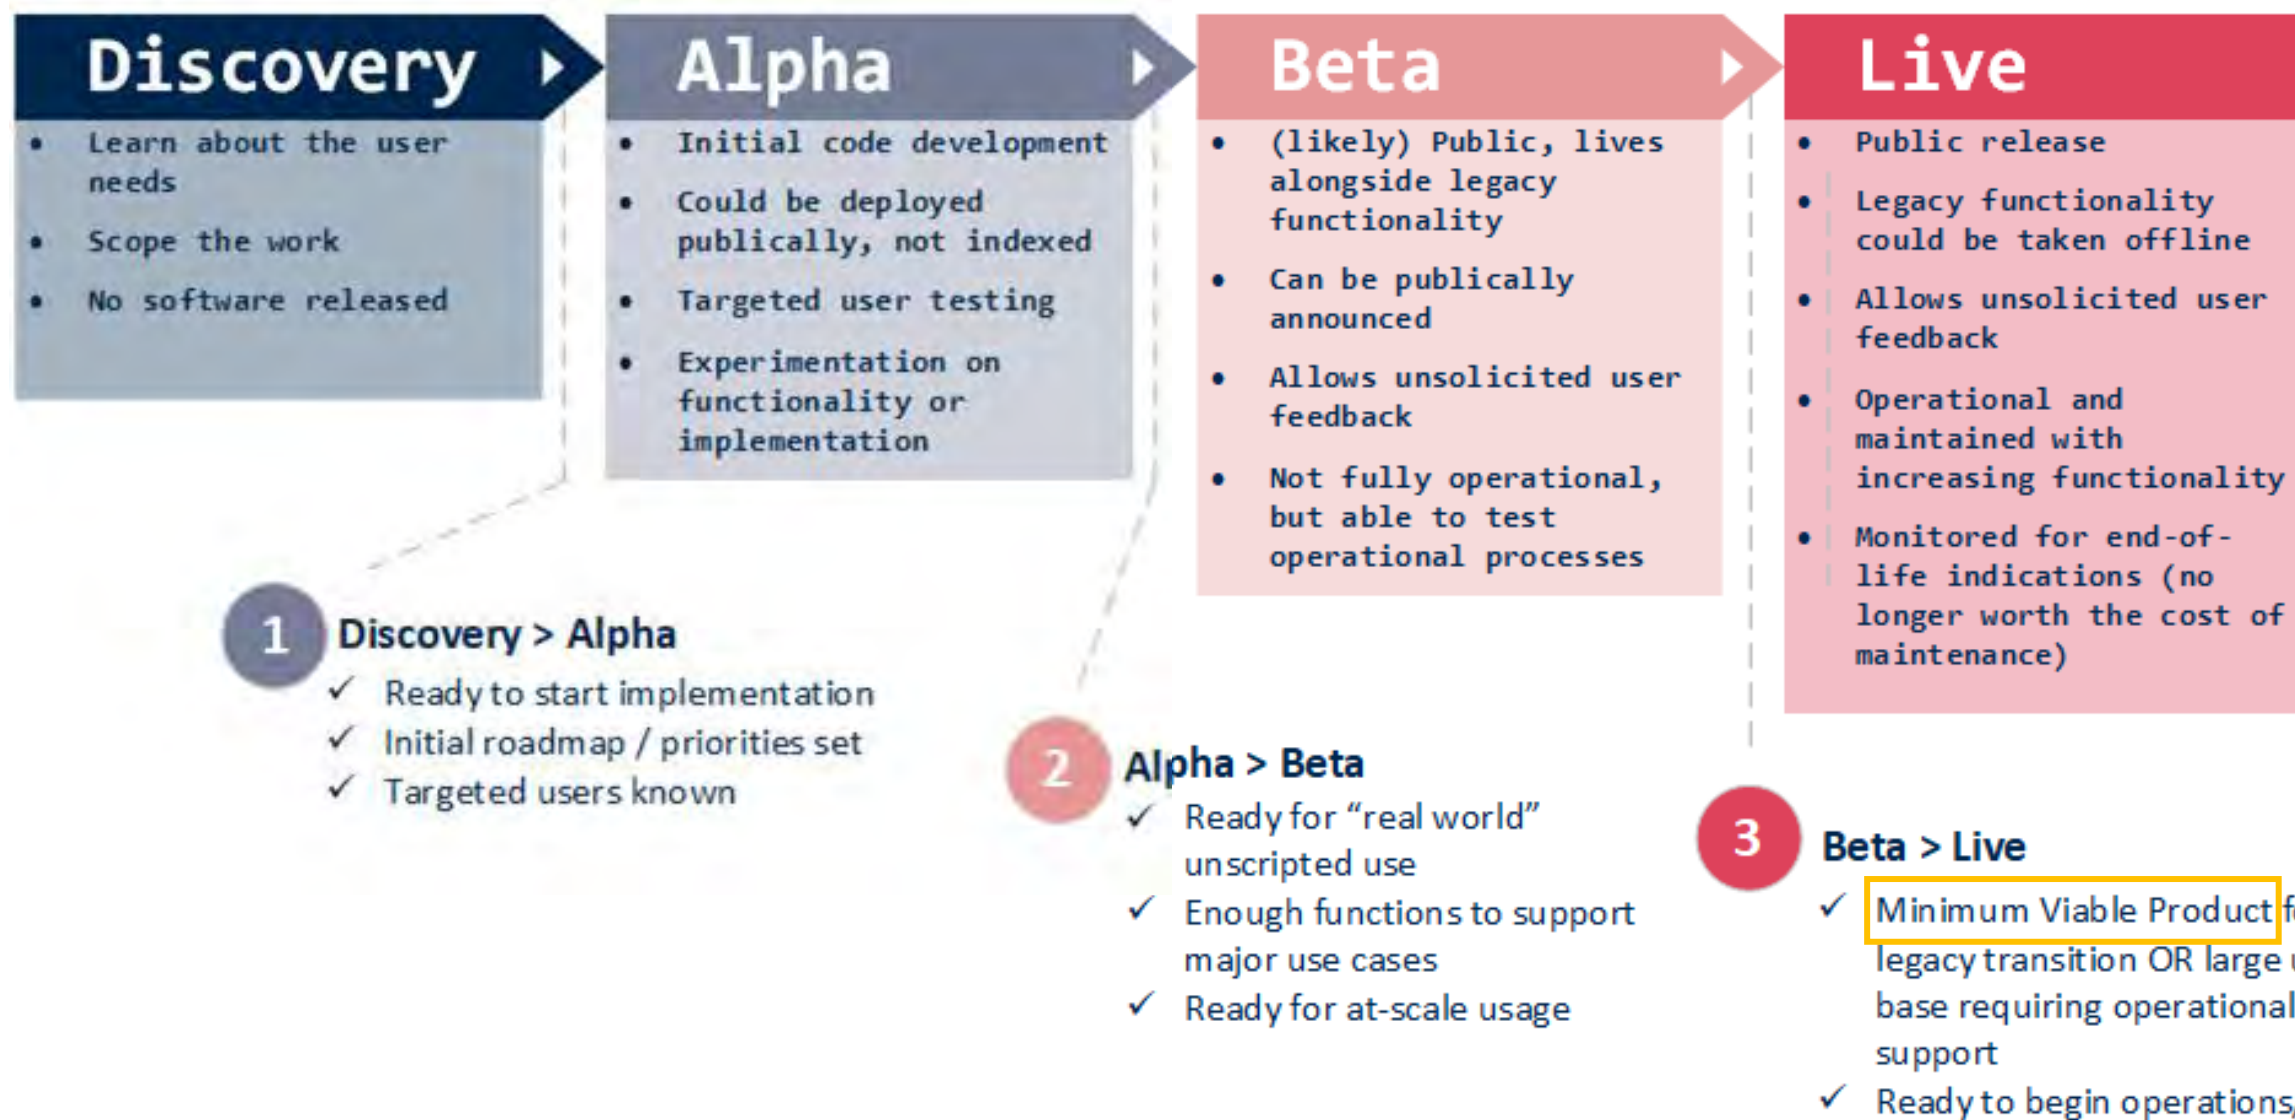 Discovery
• Learn about the user
needs
• Scope the work
• No software released
Alpha
• Initial code development
• Could be deployed
publically, not indexed
• Targeted user testing
• Experimentation on
functionality or
implementation
Beta
• (likely) Public, lives
alongside legacy
functionality
• Can be publically
announced
• Allows unsolicited user
feedback
• Not fully operational,
but able to test
operational processes
Live
• Public release
• Legacy functionality
could be taken offline
• Allows unsolicited user
feedback
• Operational and
maintained with
increasing functionality
• Monitored for end-of-
life indications (no
longer worth the cost of
maintenance)
1 Discovery > Alpha
✓ Ready to start implementation
✓ Initial roadmap / priorities set
✓ Targeted users known
2 Alpha > Beta
✓ Ready for “real world”
unscripted use
✓ Enough functions to support
major use cases
✓ Ready for at-scale usage
3 Beta > Live
✓ Minimum Viable Product
legacy transition OR large
base requiring operational
support
✓ Ready to begin operations